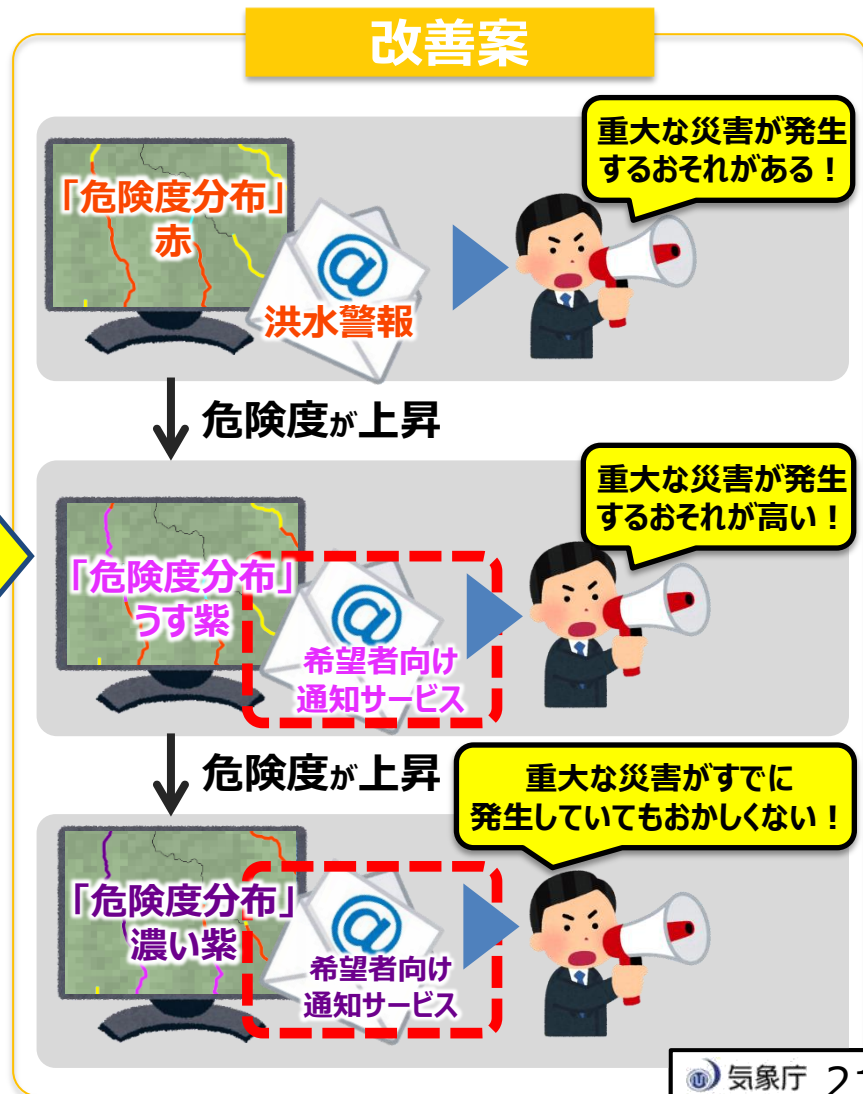 改善案
重大な災害が発生
するおそれがある！
「危険度分布」
赤
@
洪水警報
危険度が上昇
重大な災害が発生
するおそれが高い！
「危険度分布」
うす紫
@
希望者向け
通知サービス
危険度が上昇
重大な災害がすでに
発生していてもおかしくない！
「危険度分布」
濃い紫
@
希望者向け
通知サービス
気象庁